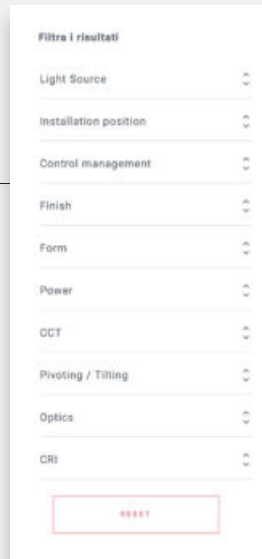 Filtra i risultati
Light Source
Installation position
Control management
Finish
Form
Power
CCT
Pivoting / Tilting
Optics
CRI
RESET